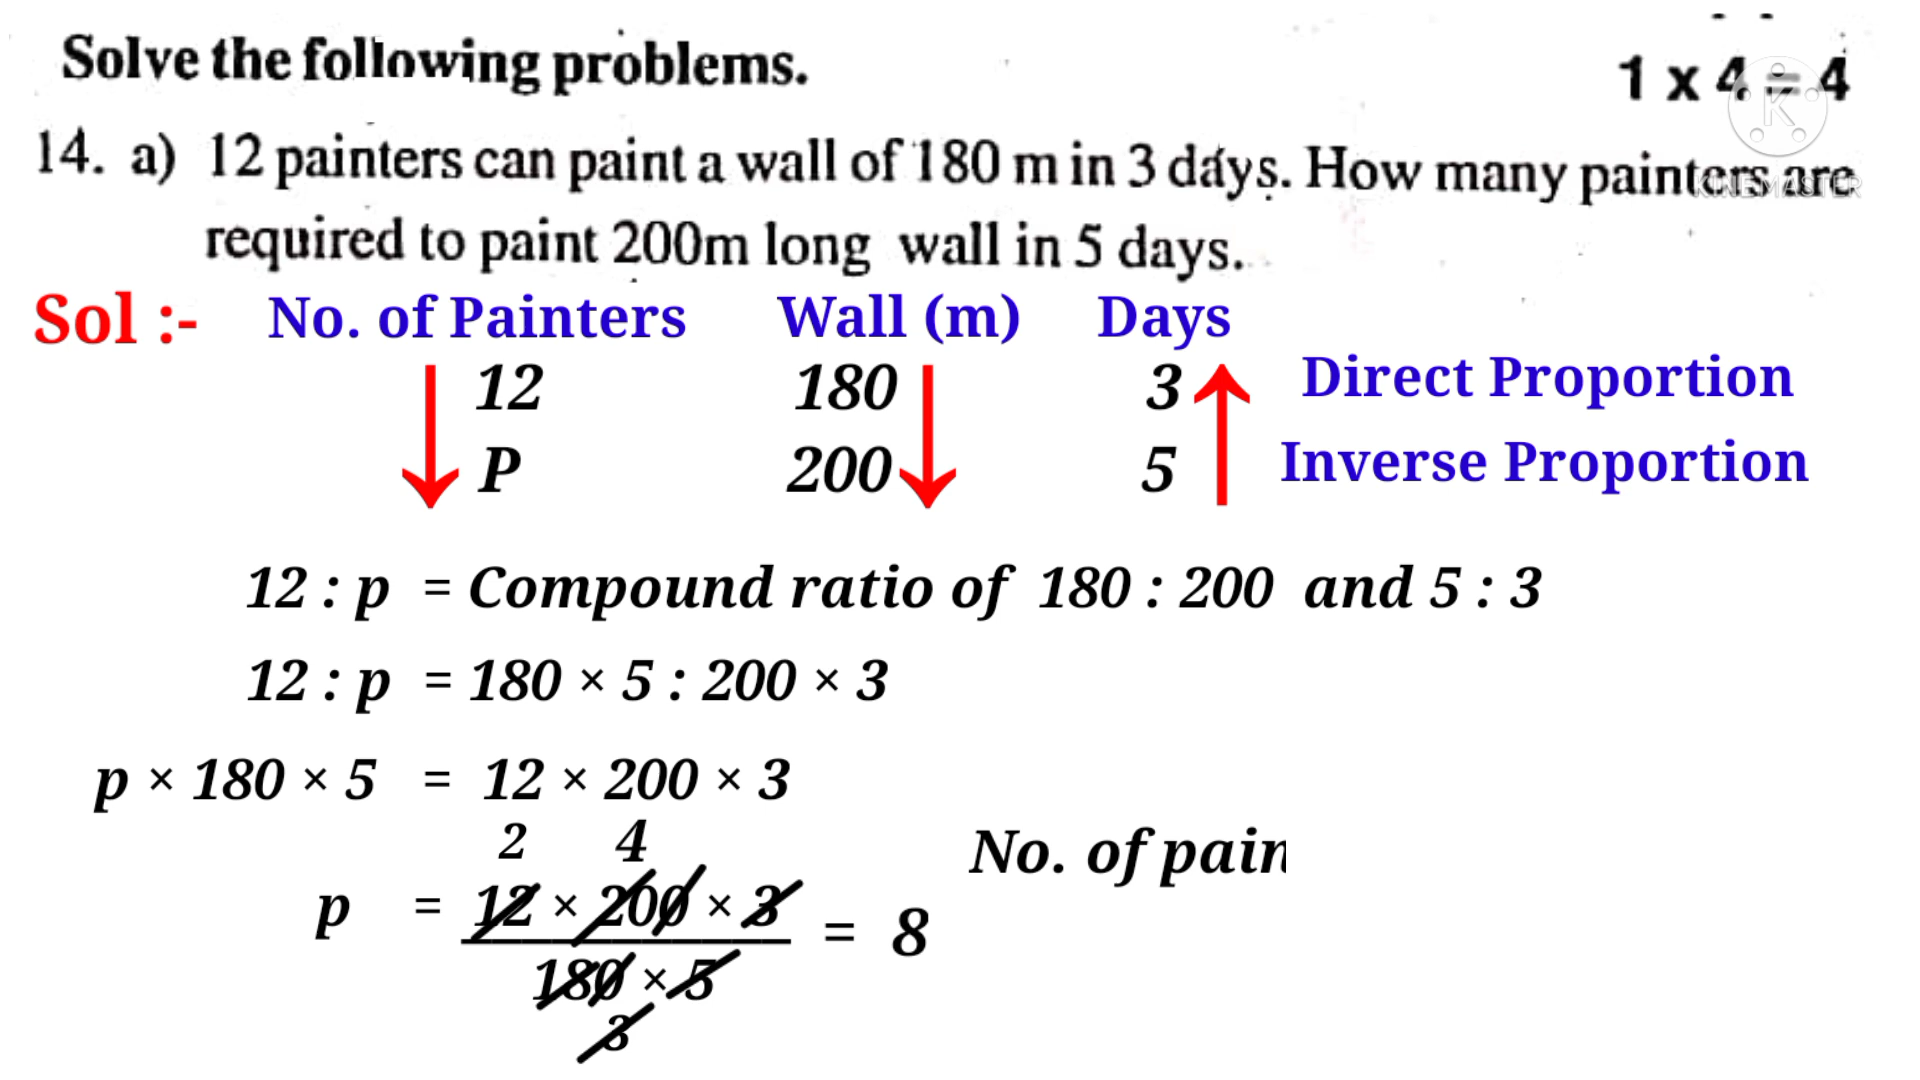 Solve the following problems.
1 x 4 = 4
14. a) 12 painters can paint a wall of 180 m in 3 days. How many painters are
required to paint 200m long wall in 5 days.
KINEMASTER
Sol :- No. of Painters Wall (m) Days
12 180 3 Direct Proportion
P 200 5 Inverse Proportion
12 : p = Compound ratio of 180 : 200 and 5 : 3
12 : p = 180 × 5 : 200 × 3
p × 180 × 5 = 12 × 200 × 3
2 4
No. of pain
p = 12 × 200 × 3 = 8
180 × 5
3